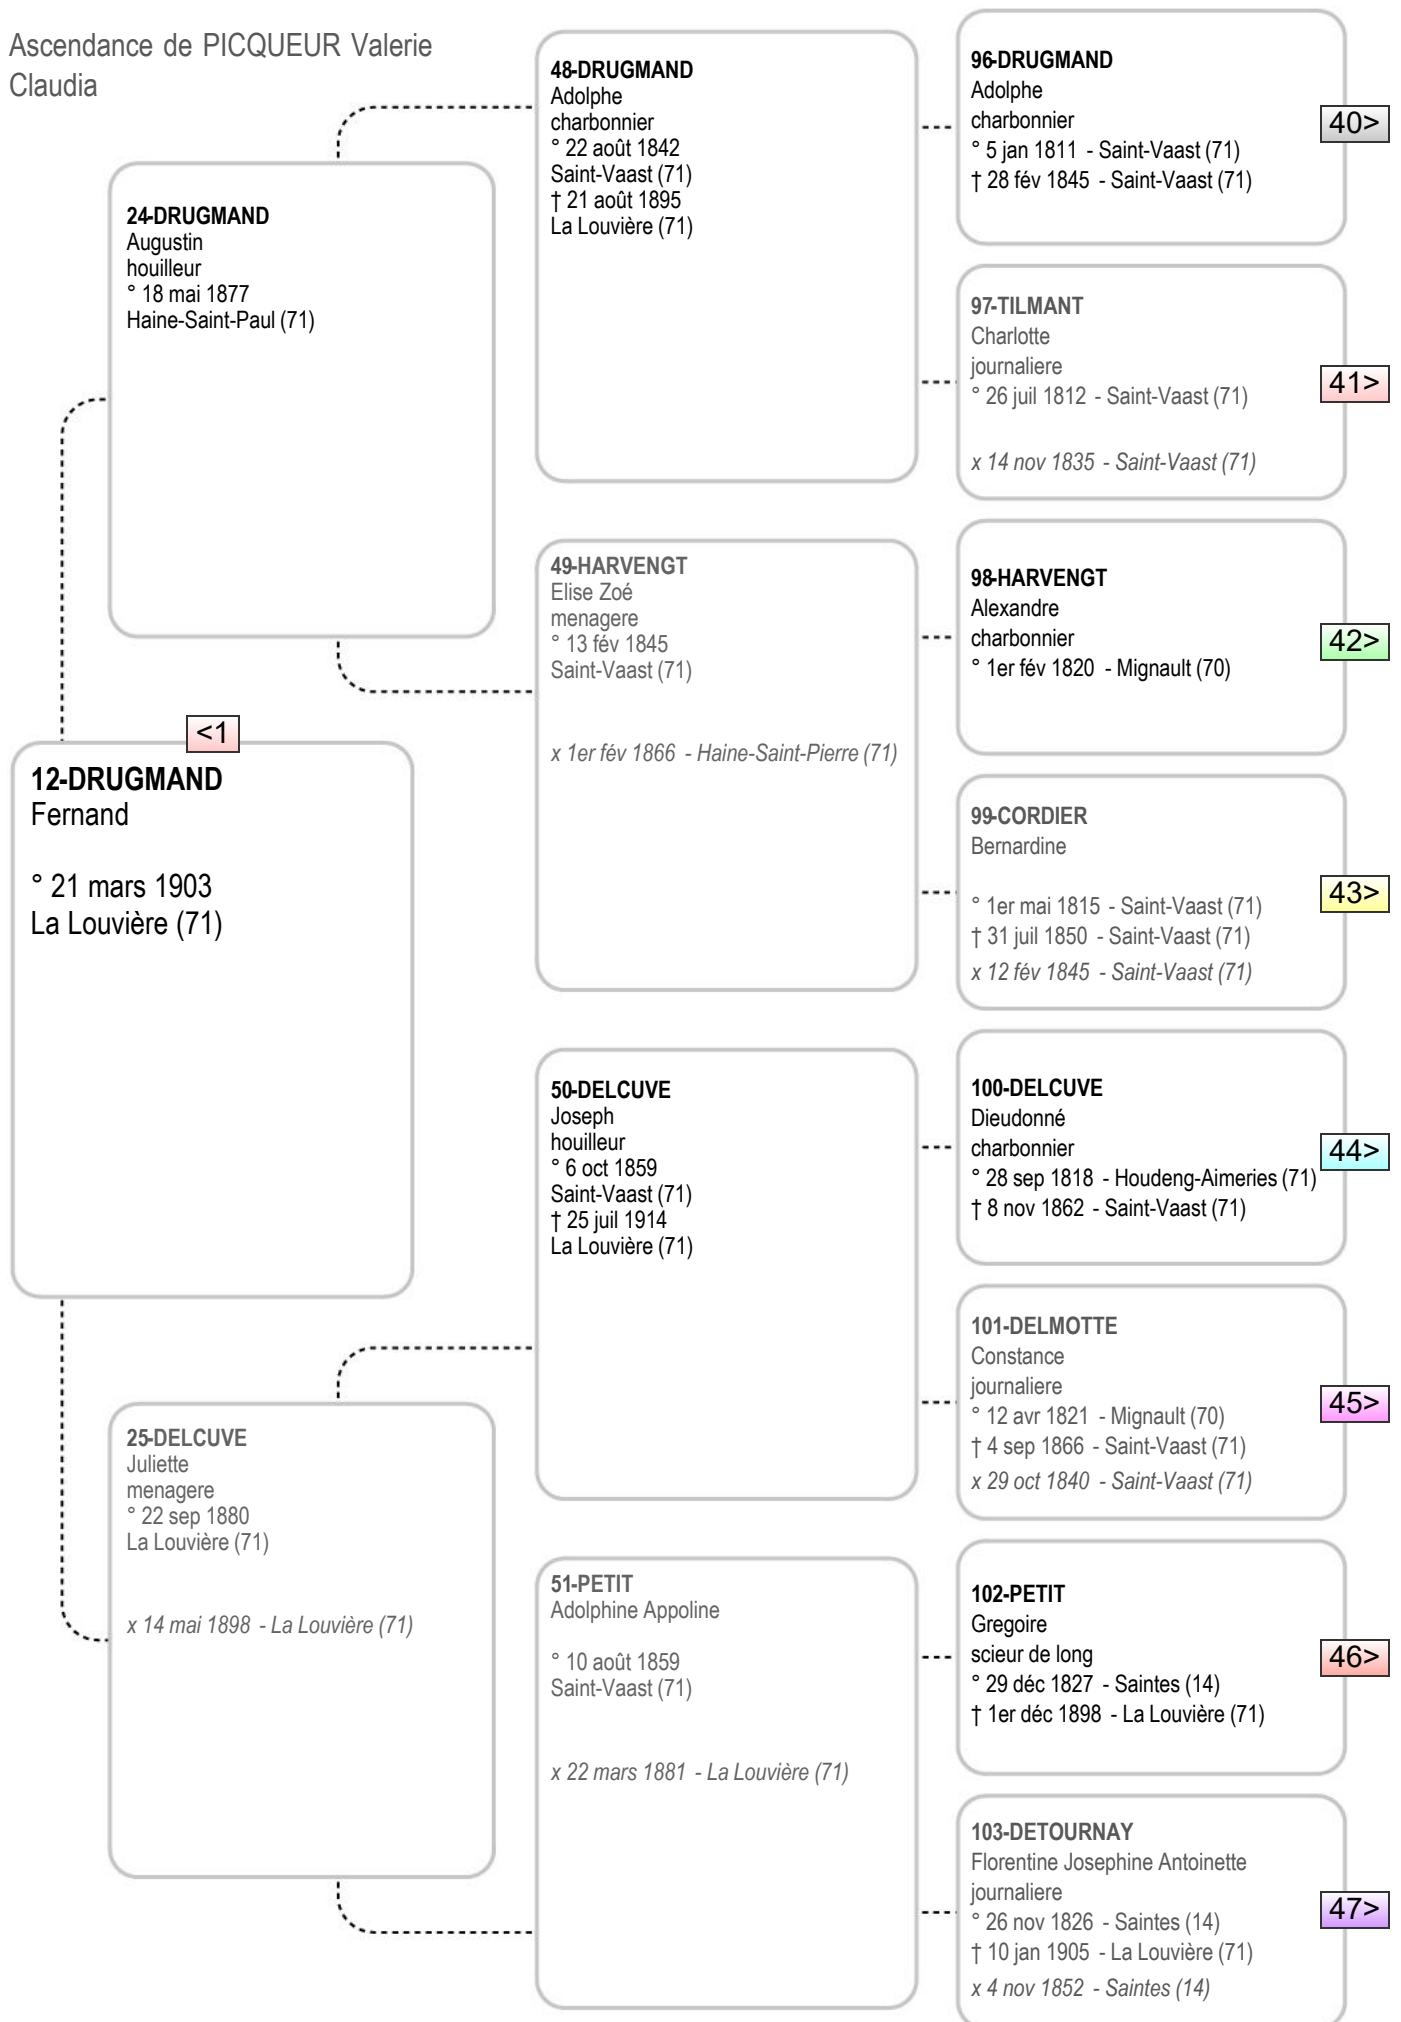 Ascendance de PICQUEUR Valerie
Claudia
24-DRUGMAND
Augustin
houilleur
° 18 mai 1877
Haine-Saint-Paul (71)
<1
12-DRUGMAND
Fernand
° 21 mars 1903
La Louvière (71)
25-DELCUVE
Juliette
menagere
° 22 sep 1880
La Louvière (71)
x 14 mai 1898 - La Louvière (71)
48-DRUGMAND
Adolphe
charbonnier
° 22 août 1842
Saint-Vaast (71)
† 21 août 1895
La Louvière (71)
49-HARVENGT
Elise Zoé
menagere
° 13 fév 1845
Saint-Vaast (71)
x 1er fév 1866 - Haine-Saint-Pierre (71)
50-DELCUVE
Joseph
houilleur
° 6 oct 1859
Saint-Vaast (71)
† 25 juil 1914
La Louvière (71)
51-PETIT
Adolphine Appoline
° 10 août 1859
Saint-Vaast (71)
x 22 mars 1881 - La Louvière (71)
96-DRUGMAND
Adolphe
charbonnier
° 5 jan 1811 - Saint-Vaast (71)
† 28 fév 1845 - Saint-Vaast (71)
40>
97-TILMANT
Charlotte
journaliere
° 26 juil 1812 - Saint-Vaast (71)
x 14 nov 1835 - Saint-Vaast (71)
41>
98-HARVENGT
Alexandre
charbonnier
° 1er fév 1820 - Mignault (70)
42>
99-CORDIER
Bernardine
° 1er mai 1815 - Saint-Vaast (71)
† 31 juil 1850 - Saint-Vaast (71)
x 12 fév 1845 - Saint-Vaast (71)
43>
100-DELCUVE
Dieudonné
charbonnier
° 28 sep 1818 - Houdeng-Aimeries (71)
† 8 nov 1862 - Saint-Vaast (71)
44>
101-DELMOTTE
Constance
journaliere
° 12 avr 1821 - Mignault (70)
† 4 sep 1866 - Saint-Vaast (71)
x 29 oct 1840 - Saint-Vaast (71)
45>
102-PETIT
Gregoire
scieur de long
° 29 déc 1827 - Saintes (14)
† 1er déc 1898 - La Louvière (71)
46>
103-DETOURNAY
Florentine Josephine Antoinette
journaliere
° 26 nov 1826 - Saintes (14)
† 10 jan 1905 - La Louvière (71)
x 4 nov 1852 - Saintes (14)
47>